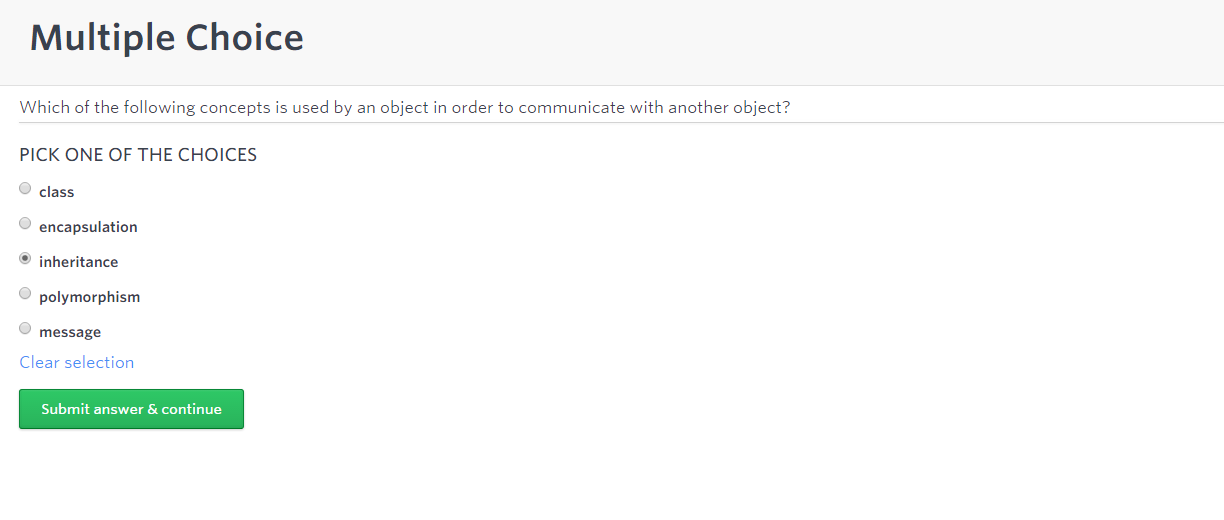 Multiple Choice
Which of the following concepts is used by an object in order to communicate with another object?
PICK ONE OF THE CHOICES
class
encapsulation
inheritance
polymorphism
message
Clear selection
Submit answer & continue